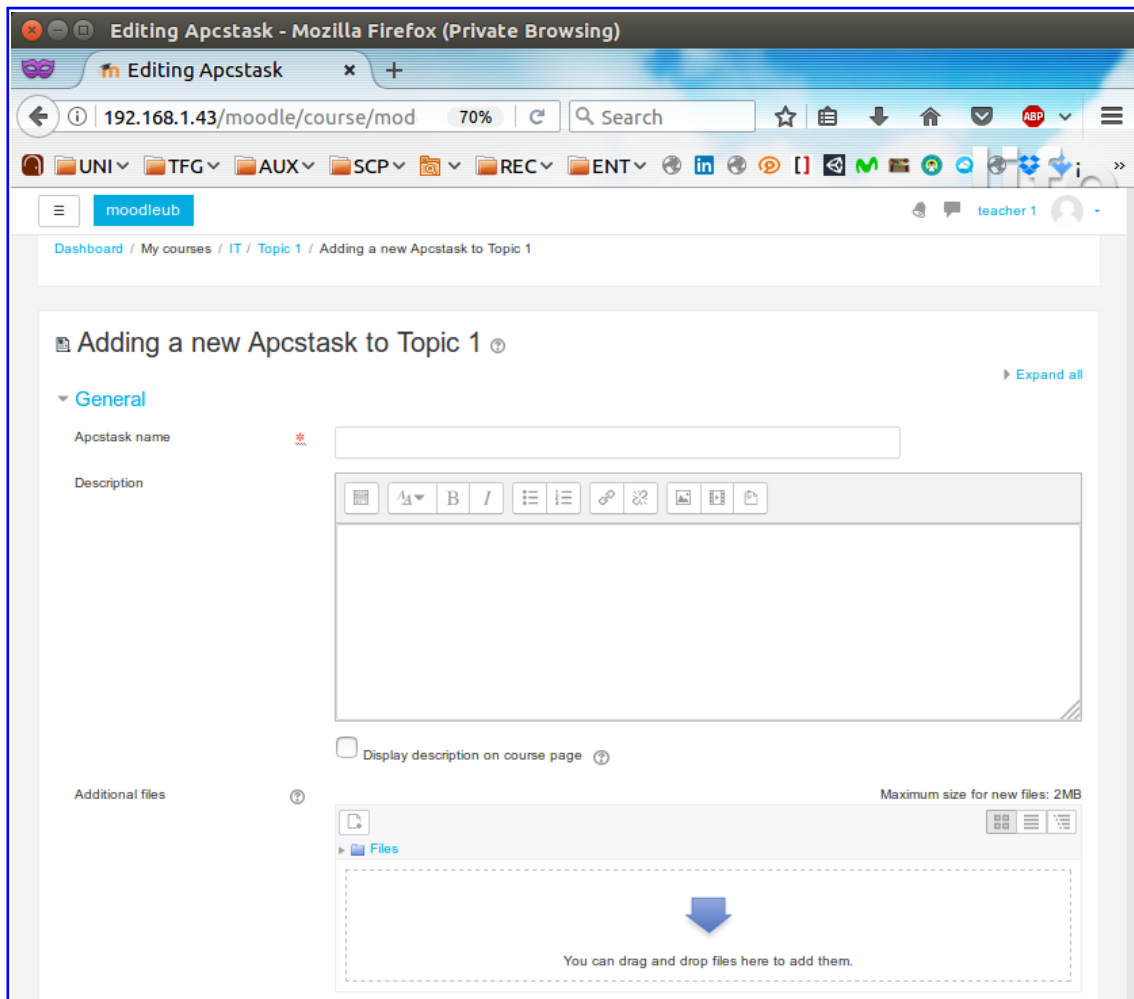 Editing Apcstask - Mozilla Firefox (Private Browsing)
Editing Apcstask
192.168.1.43/moodle/course/mod 70% Search ABP
UNI TFG AUX SCP REC ENT in [] i »
moodleub teacher 1
Dashboard / My courses / IT / Topic 1 / Adding a new Apcstask to Topic 1
Adding a new Apcstask to Topic 1
Expand all
General
Apcstask name
Description
B I
Display description on course page
Additional files Maximum size for new files: 2MB
Files
You can drag and drop files here to add them.